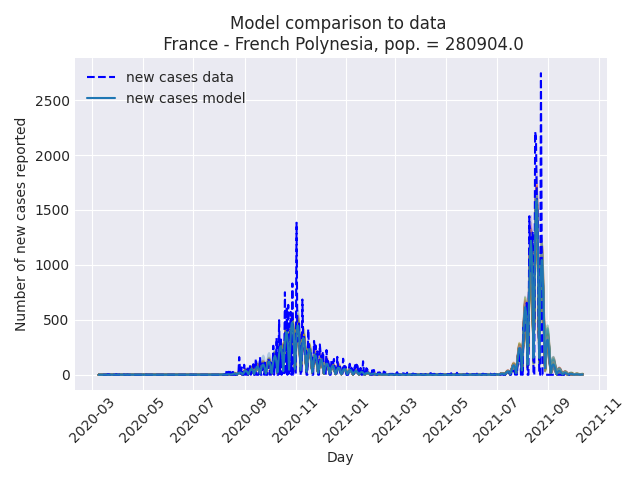 Model comparison to data
France - French Polynesia, pop. = 280904.0
new cases data
new cases model
Number of new cases reported
2500
2000
1500
1000
500
0
2020-03
2020-05
2020-07
2020-09
2020-11
2021-01
2021-03
2021-05
2021-07
2021-09
2021-11
Day